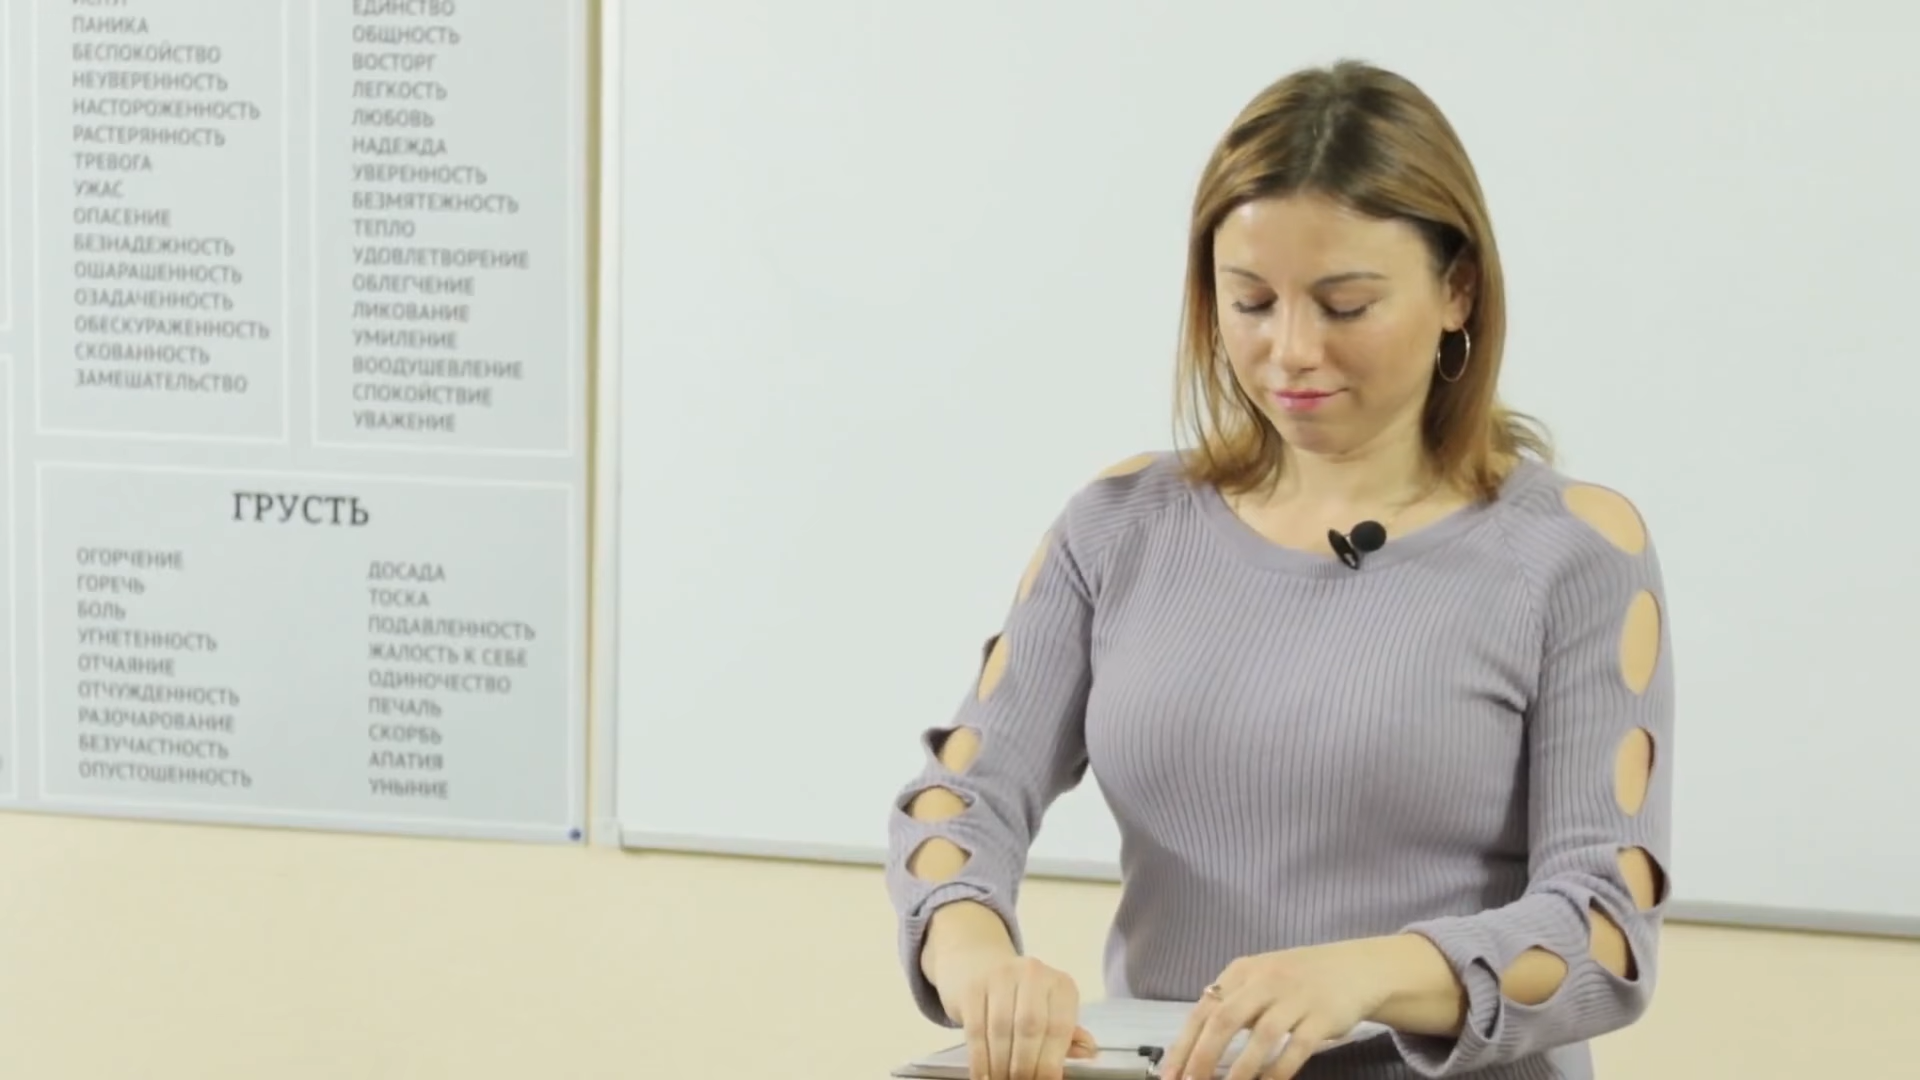 ПАНИКА
БЕСПОКОЙСТВО
НЕУВЕРЕННОСТЬ
НАСТОРОЖЕННОСТЬ
РАСТЕРЯННОСТЬ
ТРЕВОГА
УЖАС
ОПАСЕНИЕ
БЕЗНАДЕЖНОСТЬ
ОШАРАШЕННОСТЬ
ОЗАДАЧЕННОСТЬ
ОБЕСКУРАЖЕННОСТЬ
СКОВАННОСТЬ
ЗАМЕШАТЕЛЬСТВО
ЕДИНСТВО
ОБЩНОСТЬ
ВОСТОРГ
ЛЕГКОСТЬ
ЛЮБОВЬ
НАДЕЖДА
УВЕРЕННОСТЬ
БЕЗМЯТЕЖНОСТЬ
ТЕПЛО
УДОВЛЕТВОРЕНИЕ
ОБЛЕГЧЕНИЕ
ЛИКОВАНИЕ
УМИЛЕНИЕ
ВООДУШЕВЛЕНИЕ
СПОКОЙСТВИЕ
УВАЖЕНИЕ
ГРУСТЬ
ОГОРЧЕНИЕ
ГОРЕЧЬ
БОЛЬ
УГНЕТЕННОСТЬ
ОТЧАЯНИЕ
ОТЧУЖДЕННОСТЬ
РАЗОЧАРОВАНИЕ
БЕЗУЧАСТНОСТЬ
ОПУСТОШЕННОСТЬ
ДОСАДА
ТОСКА
ПОДАВЛЕННОСТЬ
ЖАЛОСТЬ К СЕБЕ
ОДИНОЧЕСТВО
ПЕЧАЛЬ
СКОРБЬ
АПАТИЯ
УНЫНИЕ